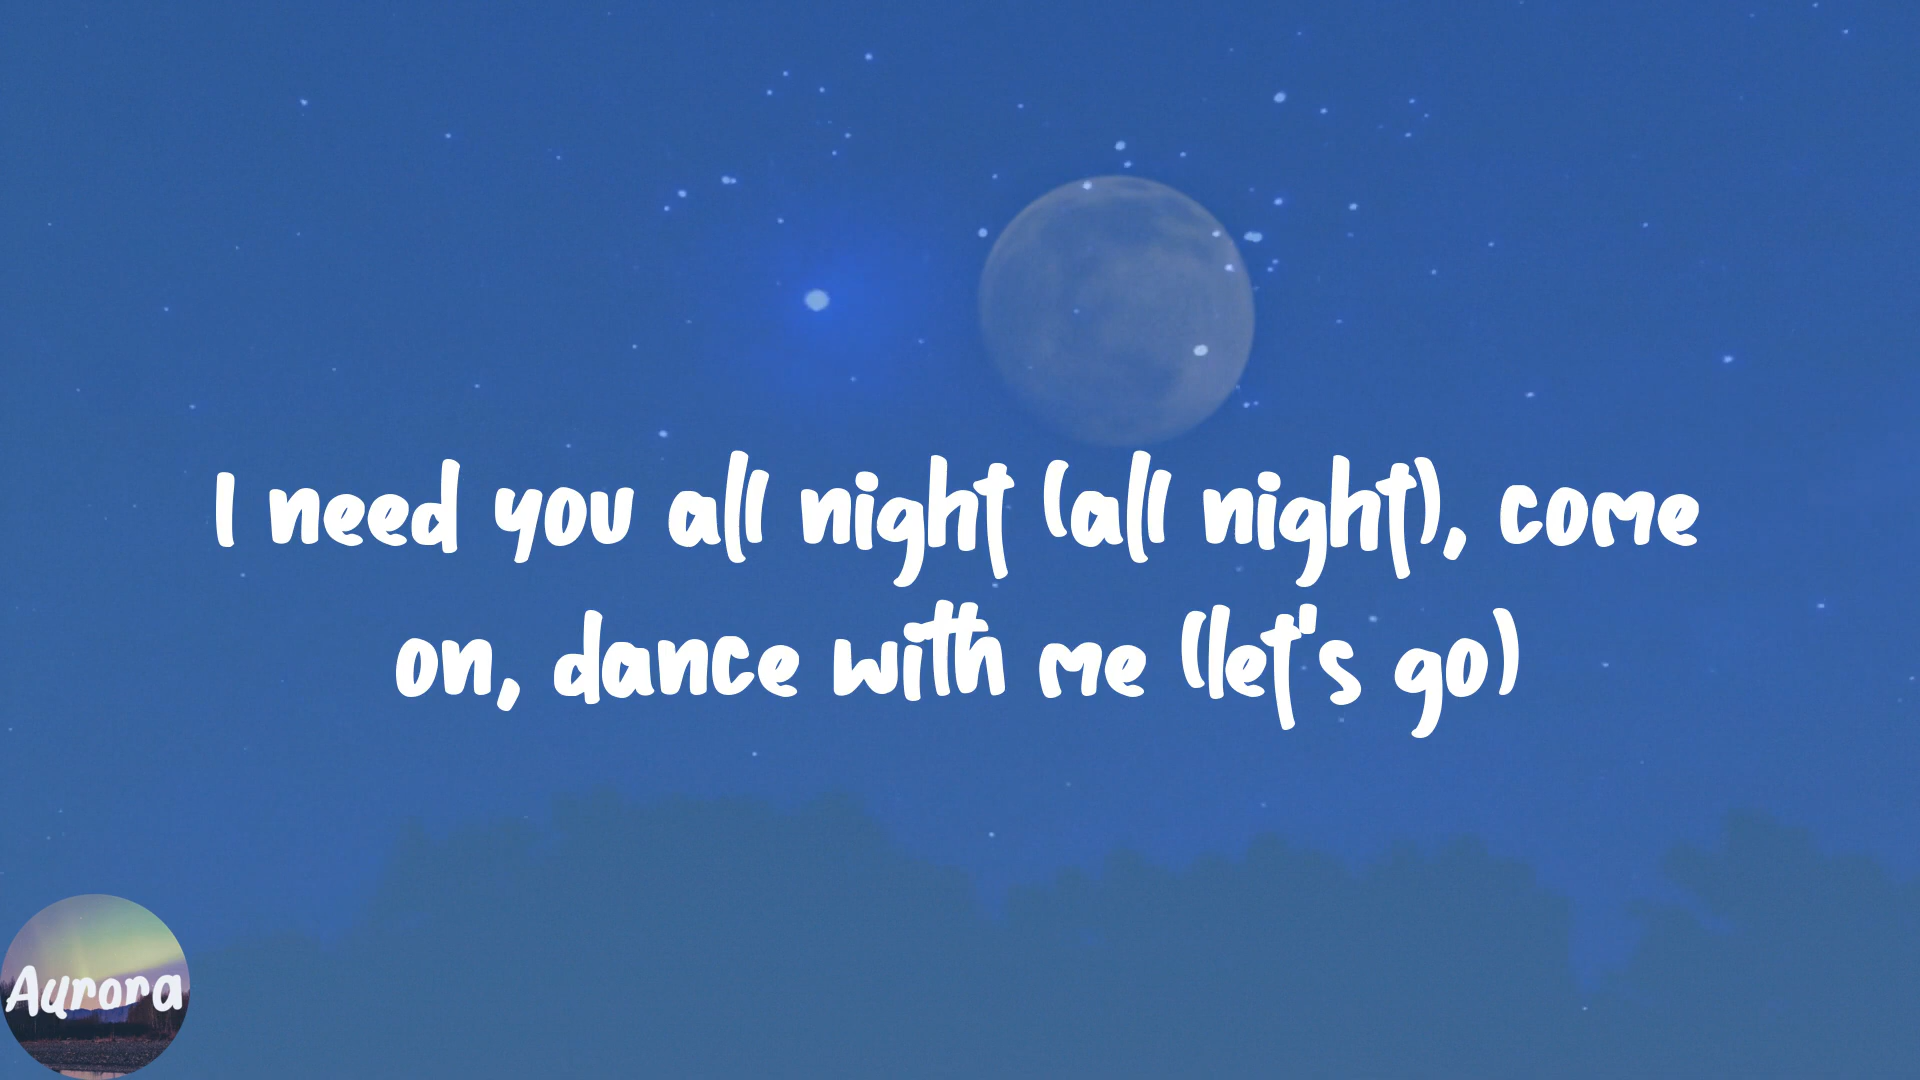 I need you all night (all night), come
on, dance with me (let's go)
Aurora